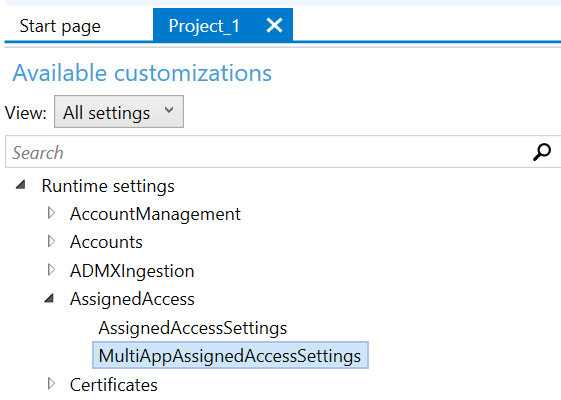 Start page Project_1
Available customizations
View: All settings
Search
Runtime settings
AccountManagement
Accounts
ADMXIngestion
AssignedAccess
AssignedAccessSettings
MultiAppAssignedAccessSettings
Certificates